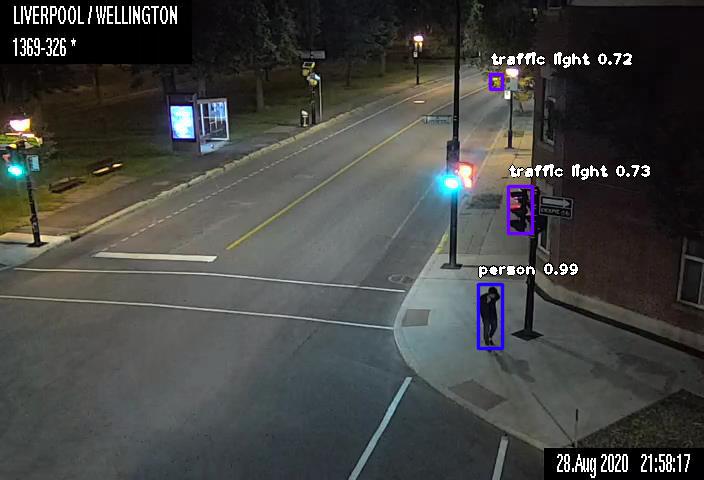 LIVERPOOL / WELLINGTON
1369-326 *
traffic light 0.72
traffic light 0.73
person 0.99
28.Aug 2020 21:58:17